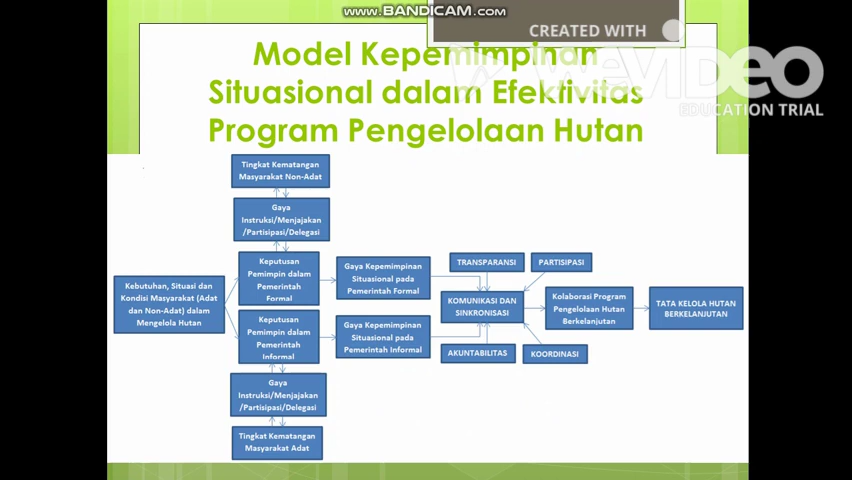 www.BANDICAM.com
CREATED WITH
WeVideo
EDUCATION TRIAL
Model Kepemimpinan
Situasional dalam Efektivitas
Program Pengelolaan Hutan
Tingkat Kematangan
Masyarakat Non-Adat
Gaya
Instruksi/Menjajakan
/Partisipasi/Delegasi
Keputusan
Pemimpin dalam
Pemerintah
Formal
Gaya Kepemimpinan
Situasional pada
Pemerintah Formal
TRANSPARANSI
PARTISIPASI
Kebutuhan, Situasi dan
Kondisi Masyarakat (Adat
dan Non-Adat) dalam
Mengelola Hutan
KOMUNIKASI DAN
SINKRONISASI
Kolaborasi Program
Pengelolaan Hutan
Berkelanjutan
TATA KELOLA HUTAN
BERKELANJUTAN
Keputusan
Pemimpin dalam
Pemerintah
Informal
Gaya Kepemimpinan
Situasional pada
Pemerintah Informal
AKUNTABILITAS
KOORDINASI
Gaya
Instruksi/Menjajakan
/Partisipasi/Delegasi
Tingkat Kematangan
Masyarakat Adat